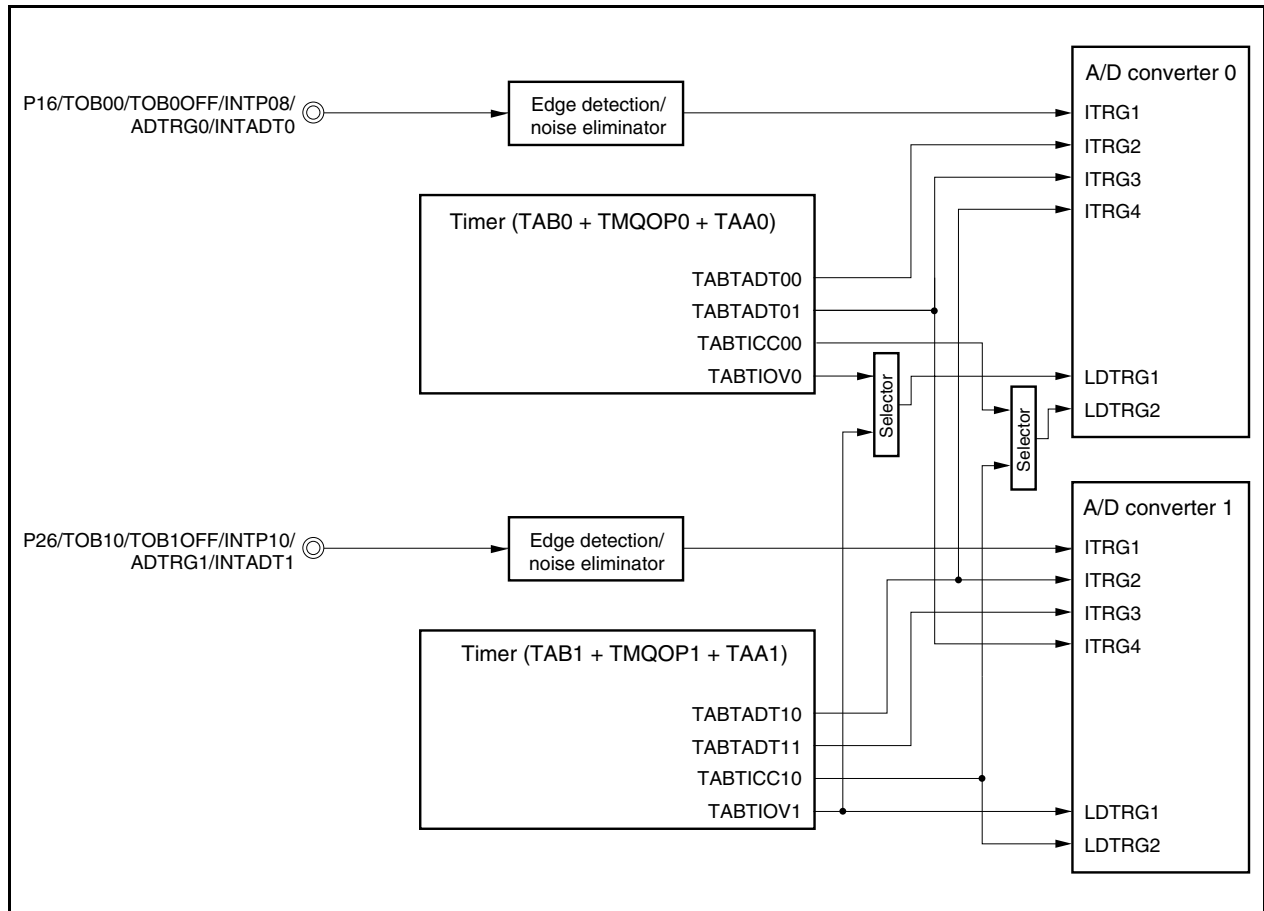 A/D converter 0
P16/TOB00/TOB0OFF/INTP08/
ADTRG0/INTADT0
Edge detection/
noise eliminator
ITRG1
ITRG2
ITRG3
ITRG4
Timer (TAB0 + TMQOP0 + TAA0)
TABTADT00
TABTADT01
TABTICC00
TABTIOV0
Selector
Selector
LDTRG1
LDTRG2
A/D converter 1
P26/TOB10/TOB1OFF/INTP10/
ADTRG1/INTADT1
Edge detection/
noise eliminator
ITRG1
ITRG2
ITRG3
ITRG4
Timer (TAB1 + TMQOP1 + TAA1)
TABTADT10
TABTADT11
TABTICC10
TABTIOV1
LDTRG1
LDTRG2